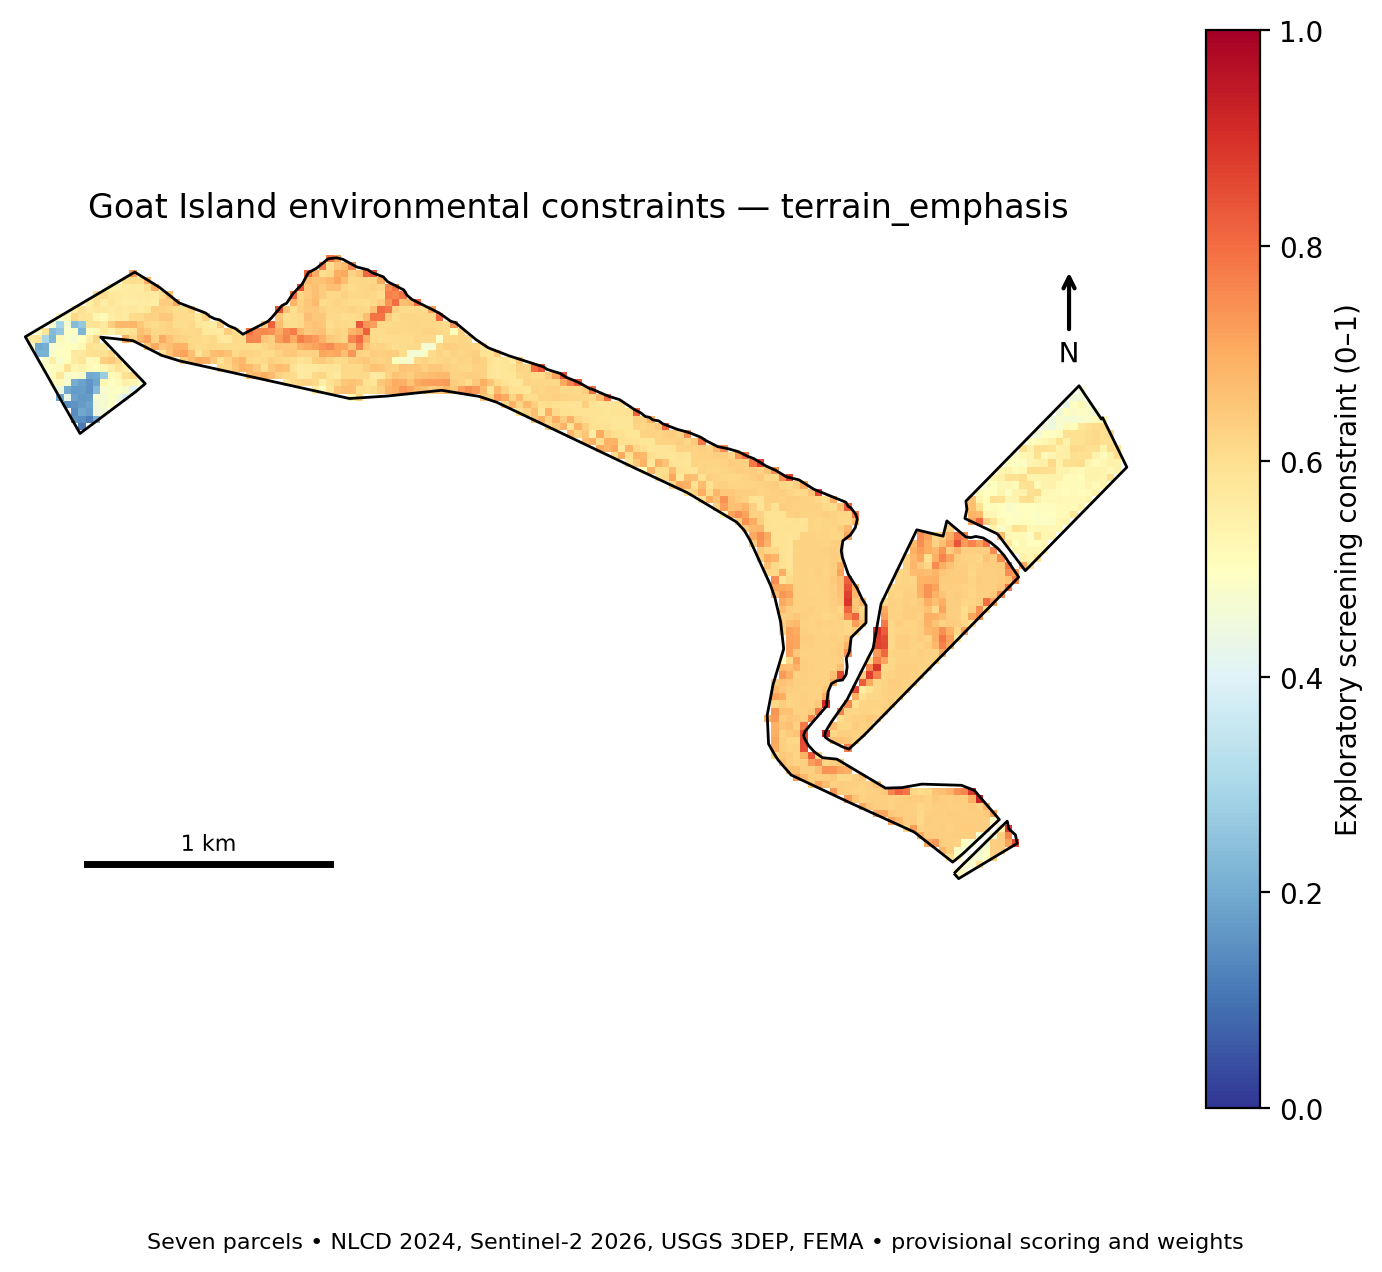 Goat Island environmental constraints — terrain_emphasis
N
1 km
1.0
0.8
0.6
0.4
0.2
0.0
Exploratory screening constraint (0–1)
Seven parcels • NLCD 2024, Sentinel-2 2026, USGS 3DEP, FEMA • provisional scoring and weights